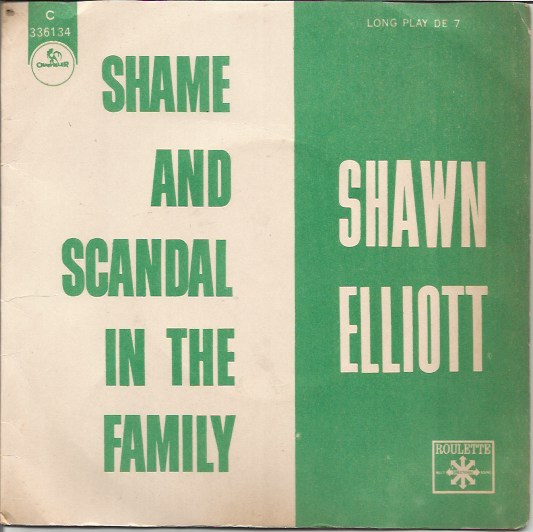 C
336134
LONG PLAY DE 7
SHAME
AND
SCANDAL
IN THE
FAMILY
SHAWN
ELLIOTT
ROULETTE